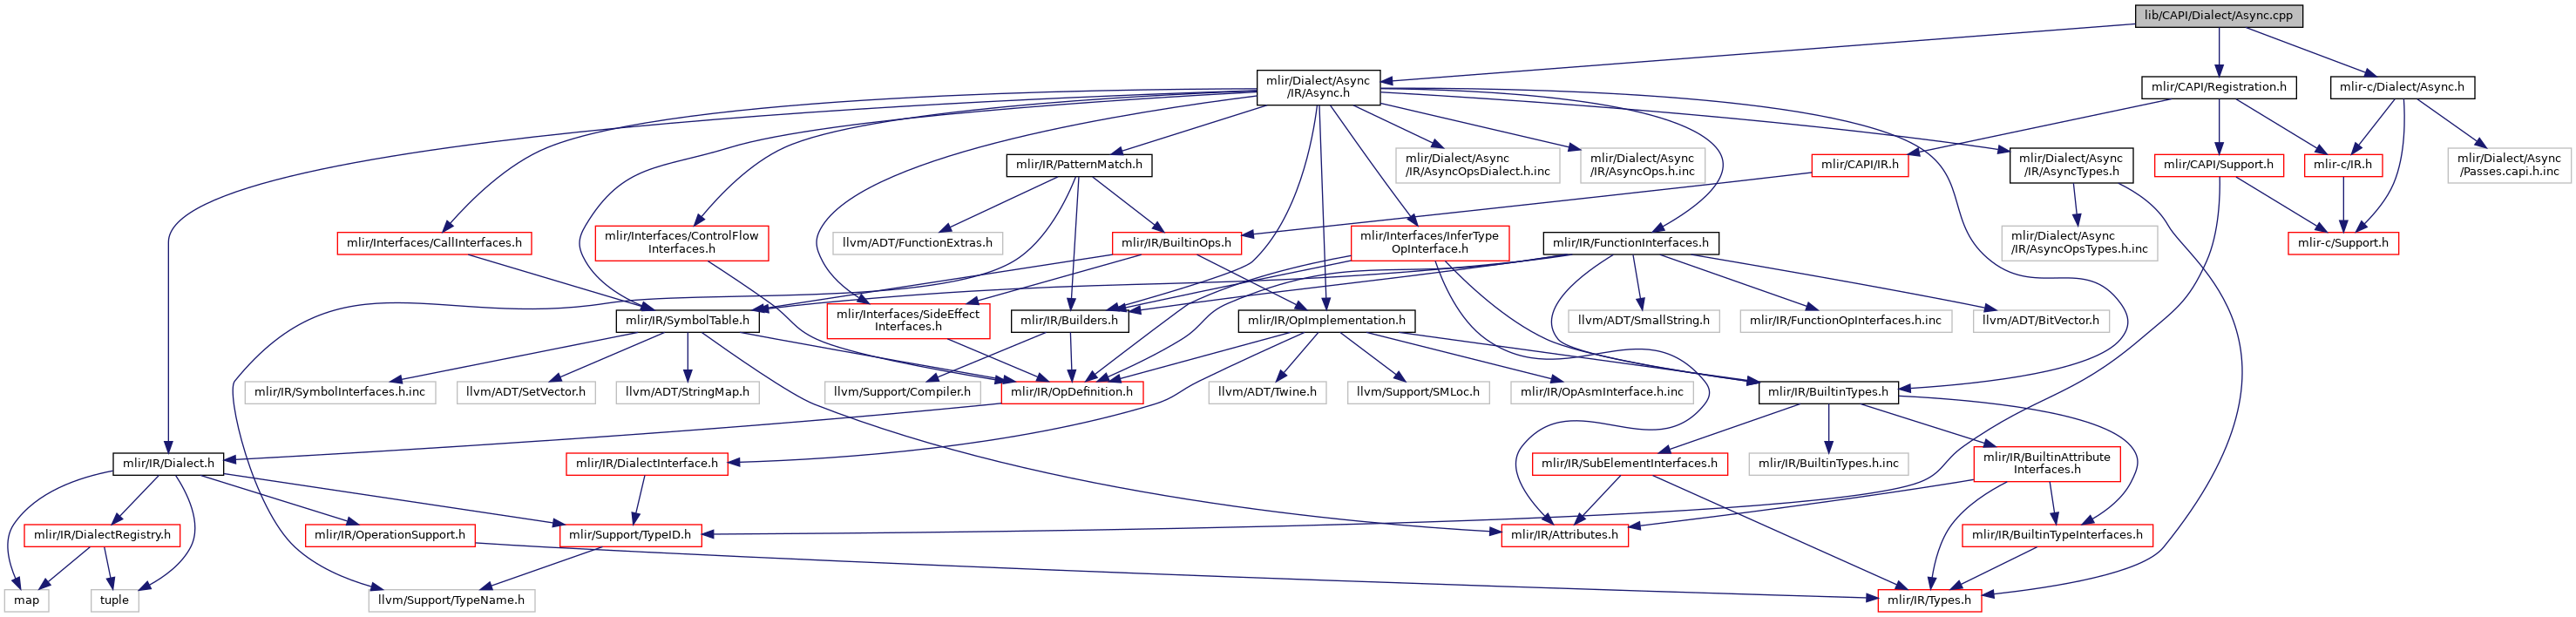 lib/CAPI/Dialect/Async.cpp
mlir/Dialect/Async
/IR/Async.h
mlir/CAPI/Registration.h
mlir-c/Dialect/Async.h
mlir/IR/PatternMatch.h
mlir/Dialect/Async
/IR/AsyncOpsDialect.h.inc
mlir/Dialect/Async
/IR/AsyncOps.h.inc
mlir/CAPI/IR.h
mlir/Dialect/Async
/IR/AsyncTypes.h
mlir/CAPI/Support.h
mlir-c/IR.h
mlir/Dialect/Async
/Passes.capi.h.inc
mlir/Interfaces/CallInterfaces.h
mlir/Interfaces/ControlFlow
Interfaces.h
llvm/ADT/FunctionExtras.h
mlir/IR/BuiltinOps.h
mlir/Interfaces/InferType
OpInterface.h
mlir/IR/FunctionInterfaces.h
mlir/Dialect/Async
/IR/AsyncOpsTypes.h.inc
mlir-c/Support.h
mlir/IR/SymbolTable.h
mlir/Interfaces/SideEffect
Interfaces.h
mlir/IR/Builders.h
mlir/IR/OpImplementation.h
llvm/ADT/SmallString.h
mlir/IR/FunctionOpInterfaces.h.inc
llvm/ADT/BitVector.h
mlir/IR/SymbolInterfaces.h.inc
llvm/ADT/SetVector.h
llvm/ADT/StringMap.h
llvm/Support/Compiler.h
mlir/IR/OpDefinition.h
llvm/ADT/Twine.h
llvm/Support/SMLoc.h
mlir/IR/OpAsmInterface.h.inc
mlir/IR/BuiltinTypes.h
mlir/IR/Dialect.h
mlir/IR/DialectInterface.h
mlir/IR/SubElementInterfaces.h
mlir/IR/BuiltinTypes.h.inc
mlir/IR/BuiltinAttribute
Interfaces.h
mlir/IR/DialectRegistry.h
mlir/IR/OperationSupport.h
mlir/Support/TypeID.h
mlir/IR/Attributes.h
mlir/IR/BuiltinTypeInterfaces.h
map
tuple
llvm/Support/TypeName.h
mlir/IR/Types.h